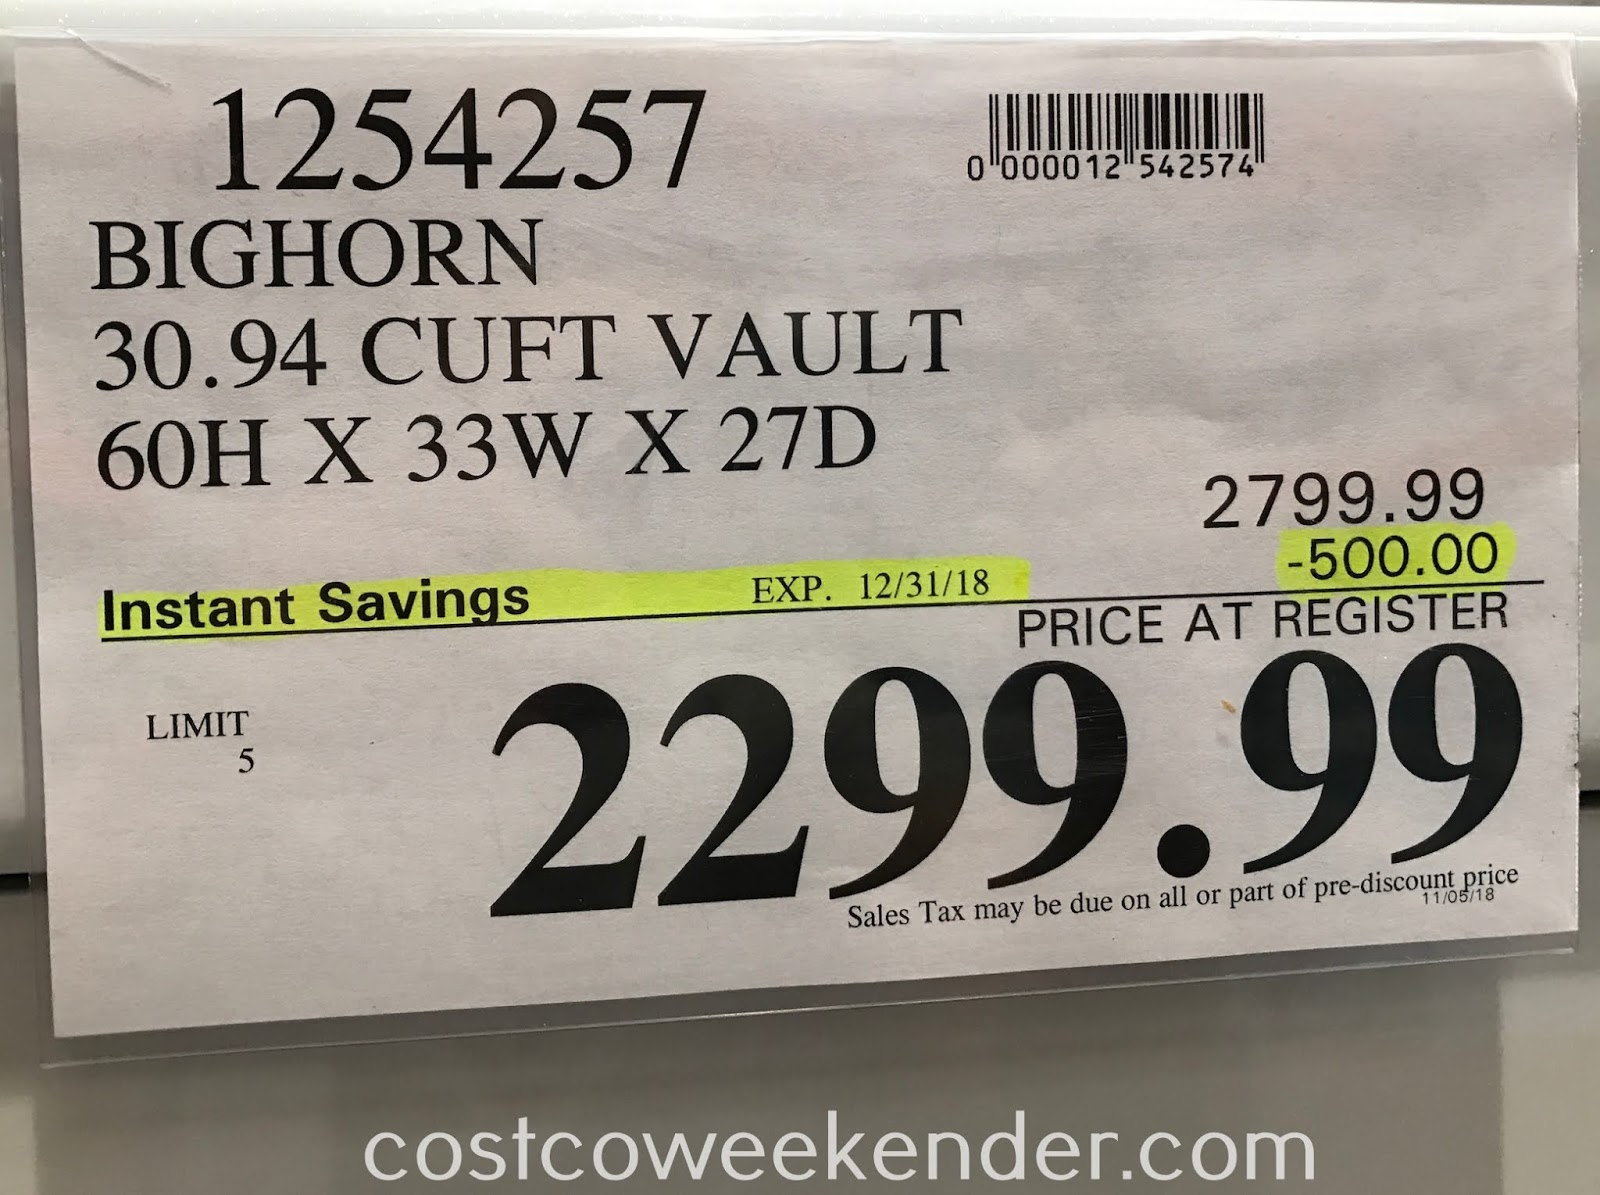 1254257
0 000012 542574
BIGHORN
30.94 CUFT VAULT
60H X 33W X 27D
2799.99
-500.00
Instant Savings EXP. 12/31/18
PRICE AT REGISTER
LIMIT
5
2299.99
Sales Tax may be due on all or part of pre-discount price
11/05/18
costcoweekender.com